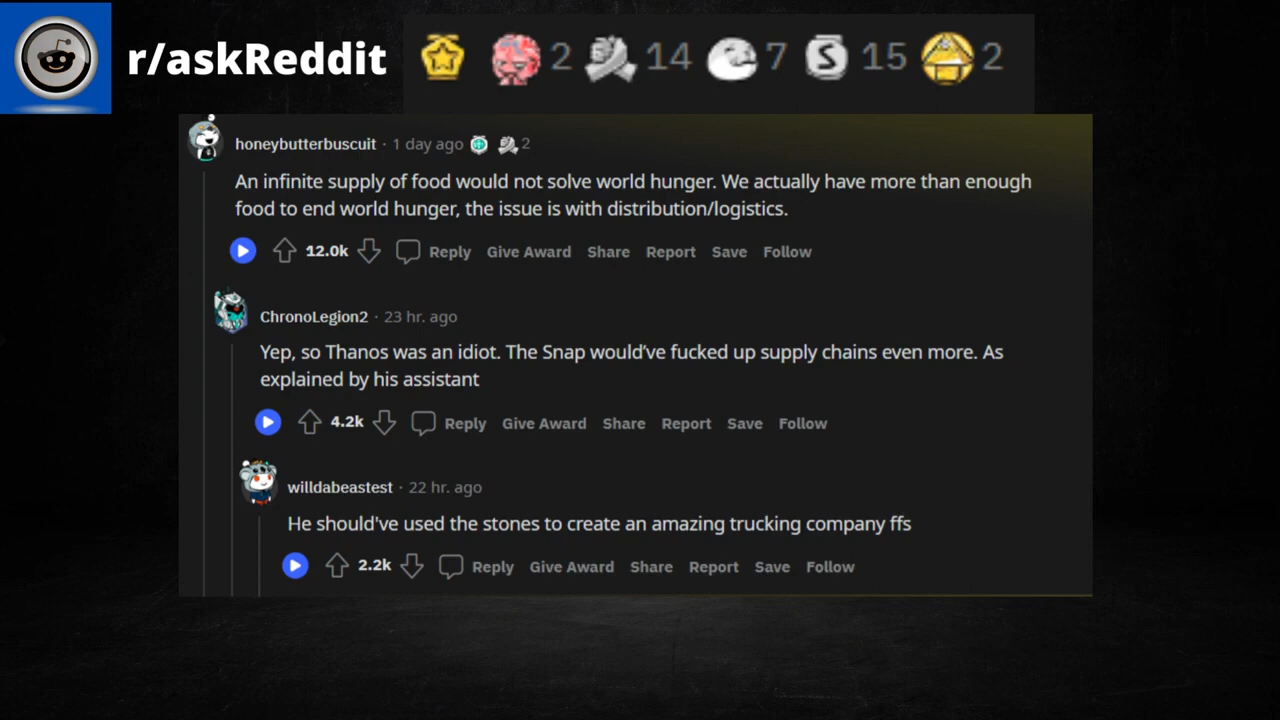 r/askReddit
2 14 7 S 15 2
honeybutterbuscuit · 1 day ago 2
An infinite supply of food would not solve world hunger. We actually have more than enough
food to end world hunger, the issue is with distribution/logistics.
12.0k Reply Give Award Share Report Save Follow
ChronoLegion2 · 23 hr. ago
Yep, so Thanos was an idiot. The Snap would’ve fucked up supply chains even more. As
explained by his assistant
4.2k Reply Give Award Share Report Save Follow
willdabeastest · 22 hr. ago
He should've used the stones to create an amazing trucking company ffs
2.2k Reply Give Award Share Report Save Follow